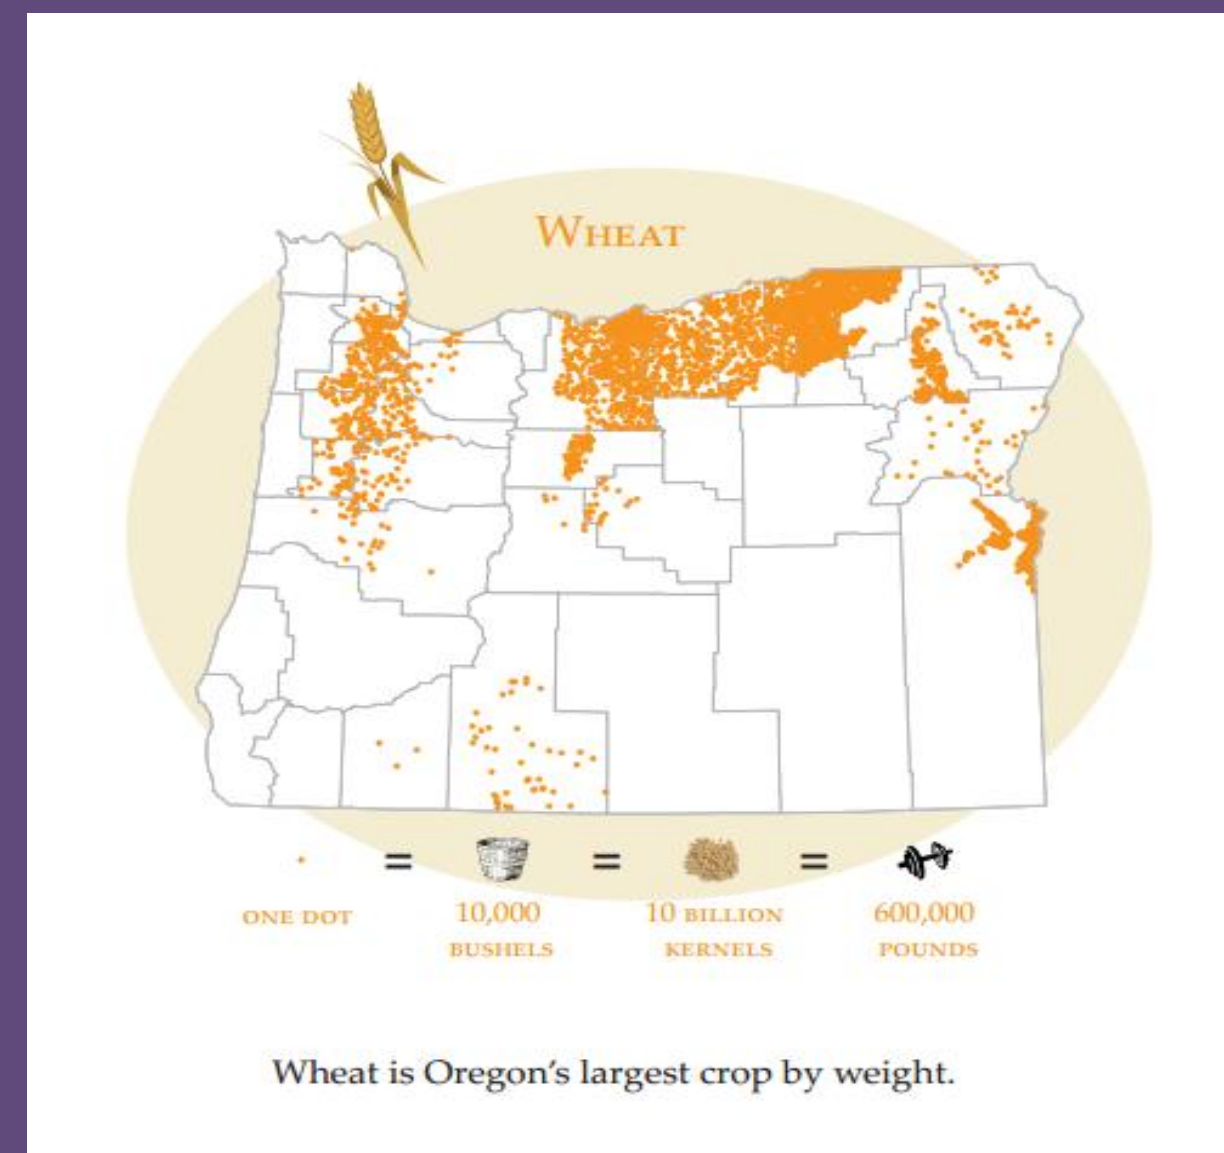 WHEAT
= = =
ONE DOT
10,000
BUSHELS
10 BILLION
KERNELS
600,000
POUNDS
Wheat is Oregon's largest crop by weight.